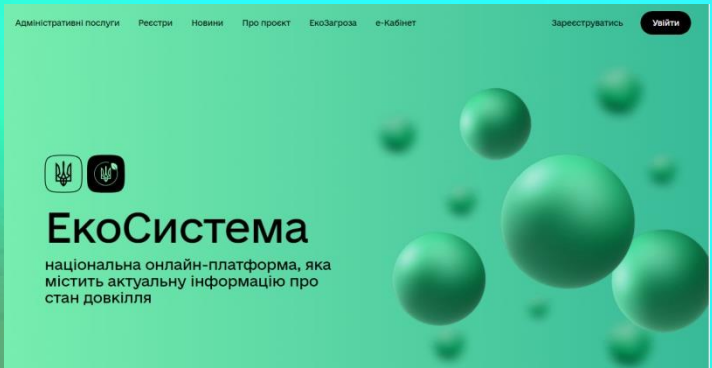 Адміністративні послуги Реєстри Новини Про проєкт ЕкоЗагроза е-Кабінет Зареєструватись Увійти
ЕкоСистема
національна онлайн-платформа, яка
містить актуальну інформацію про
стан довкілля